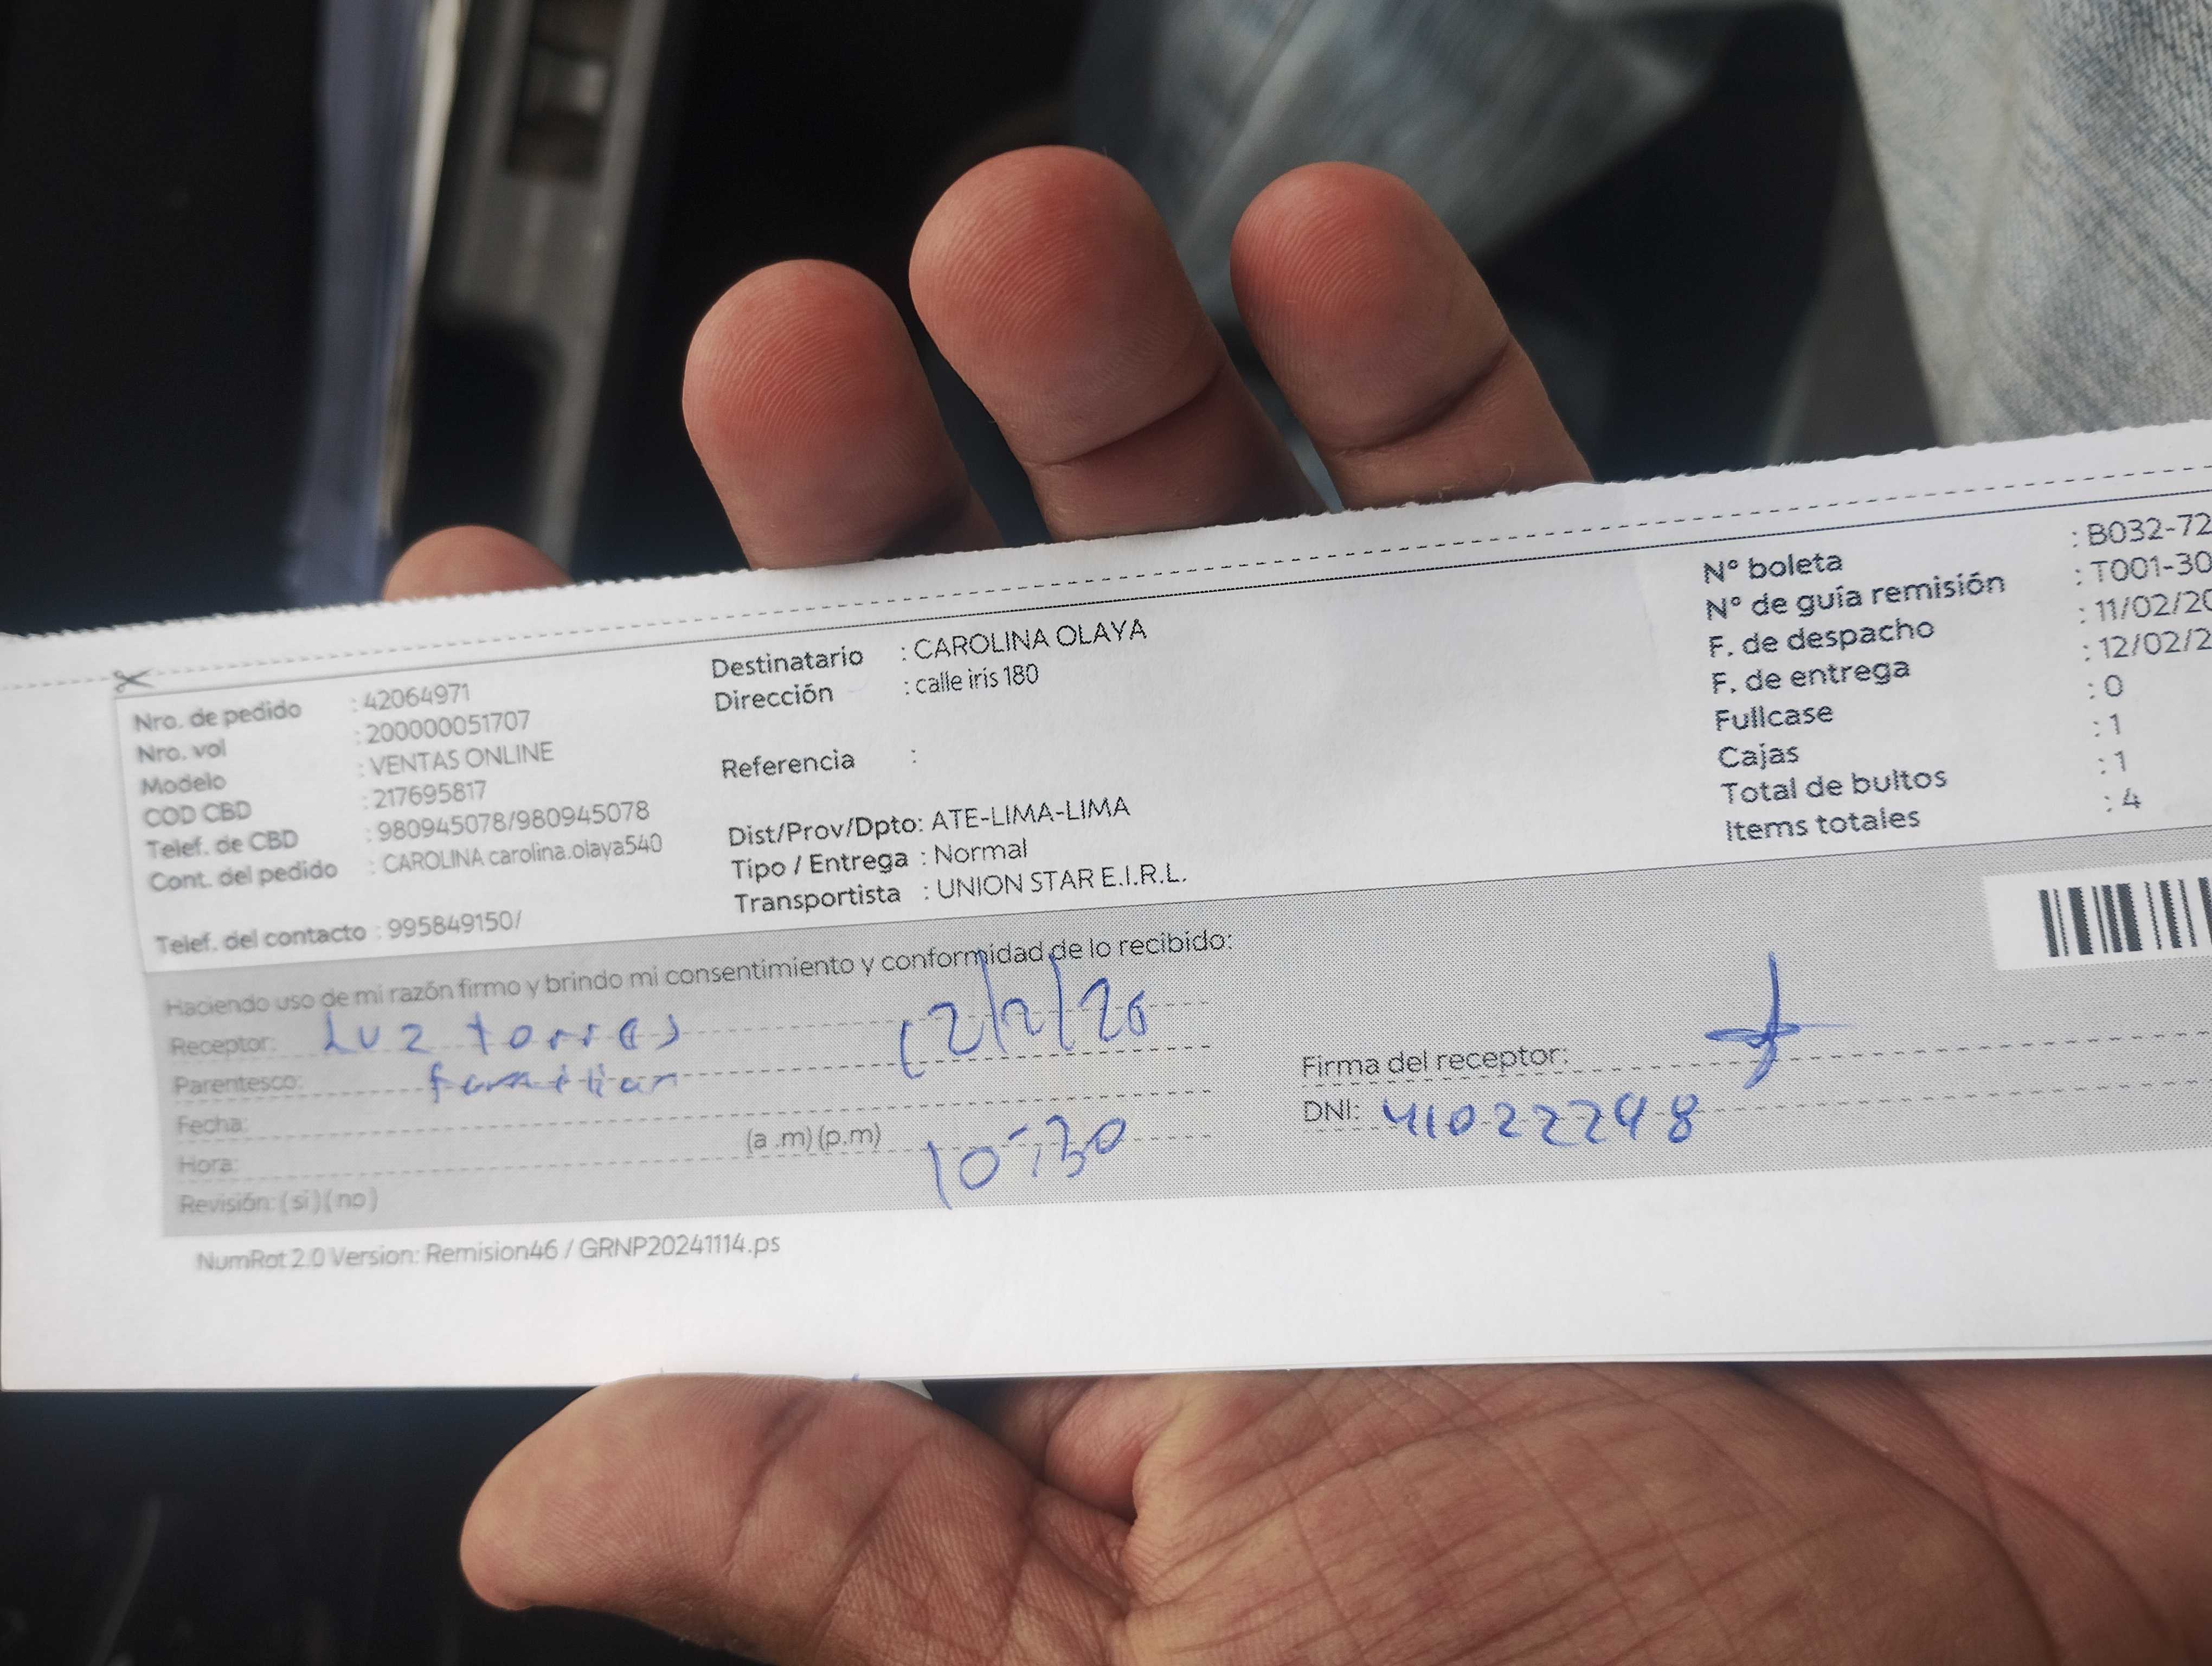 Nro. de pedido : 42064971
Nro. vol : 200000051707
Modelo : VENTAS ONLINE
COD CBD : 217695817
Telef. de CBD : 980945078/980945078
Cont. del pedido : CAROLINA carolina.olaya540
Telef. del contacto : 995849150/
Destinatario : CAROLINA OLAYA
Dirección : calle iris 180
Referencia :
Dist/Prov/Dpto: ATE-LIMA-LIMA
Tipo / Entrega : Normal
Transportista : UNION STAR E.I.R.L.
N° boleta : B032-72
N° de guía remisión : T001-30
F. de despacho : 11/02/20
F. de entrega : 12/02/2
Fullcase : 0
Cajas : 1
Total de bultos : 1
Items totales : 4
Haciendo uso de mi razón firmo y brindo mi consentimiento y conformidad de lo recibido:
Receptor: Luz torres
Parentesco: familiar
12/2/26
Fecha:
Hora: (a .m) (p.m) 10:30
Revisión: ( sí ) ( no )
Firma del receptor:
DNI: 41022248
NumRot 2.0 Version: Remision46 / GRNP20241114.ps